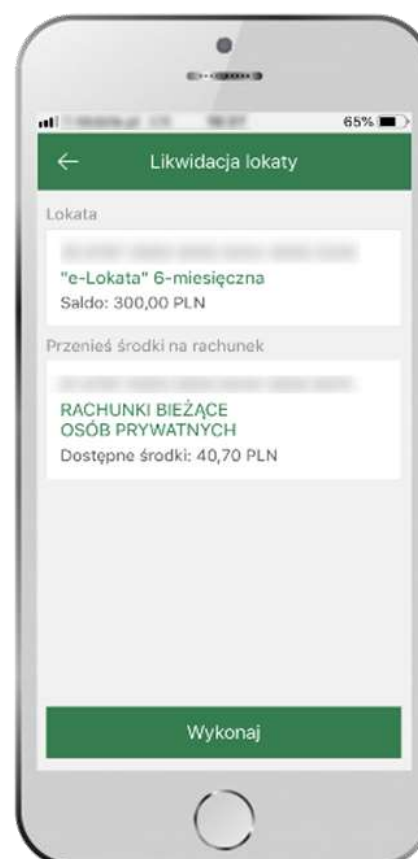 65%
Likwidacja lokaty
Lokata
"e-Lokata" 6-miesięczna
Saldo: 300,00 PLN
Przenieś środki na rachunek
RACHUNKI BIEŻĄCE
OSÓB PRYWATNYCH
Dostępne środki: 40,70 PLN
Wykonaj